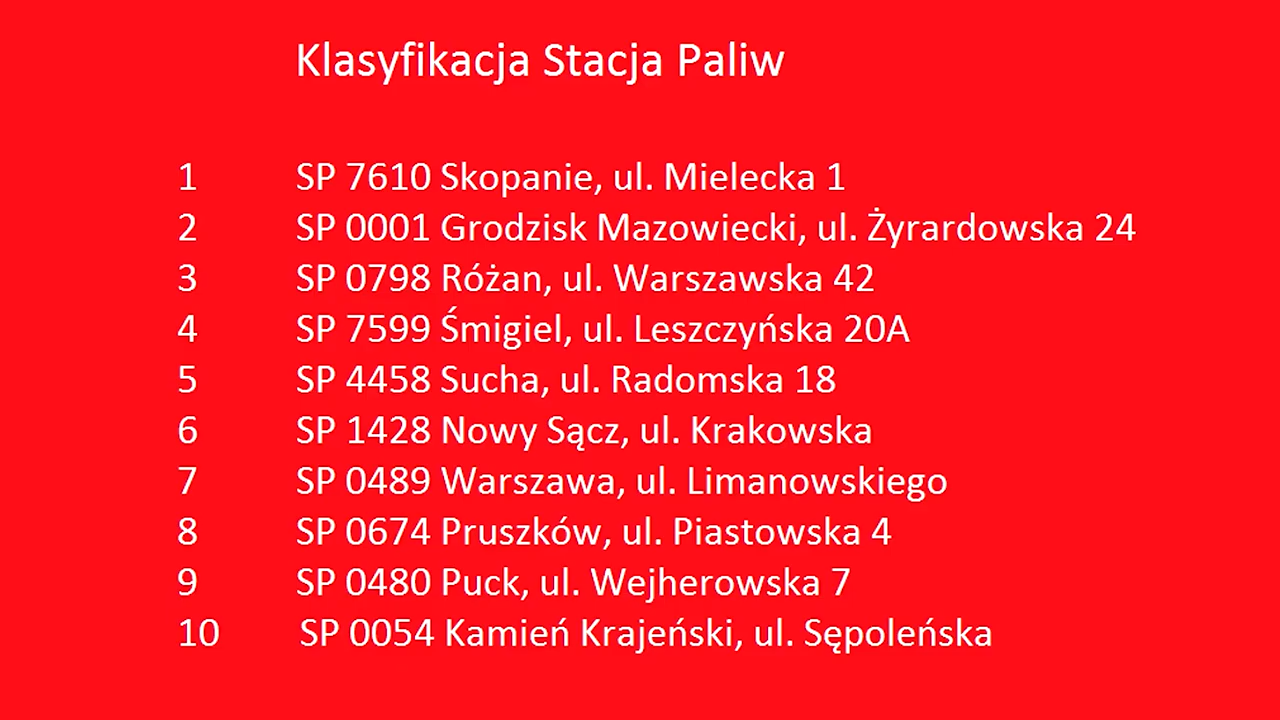 Klasyfikacja Stacja Paliw
1 SP 7610 Skopanie, ul. Mielecka 1
2 SP 0001 Grodzisk Mazowiecki, ul. Żyrardowska 24
3 SP 0798 Różan, ul. Warszawska 42
4 SP 7599 Śmigiel, ul. Leszczyńska 20A
5 SP 4458 Sucha, ul. Radomska 18
6 SP 1428 Nowy Sącz, ul. Krakowska
7 SP 0489 Warszawa, ul. Limanowskiego
8 SP 0674 Pruszków, ul. Piastowska 4
9 SP 0480 Puck, ul. Wejherowska 7
10 SP 0054 Kamień Krajeński, ul. Sępoleńska